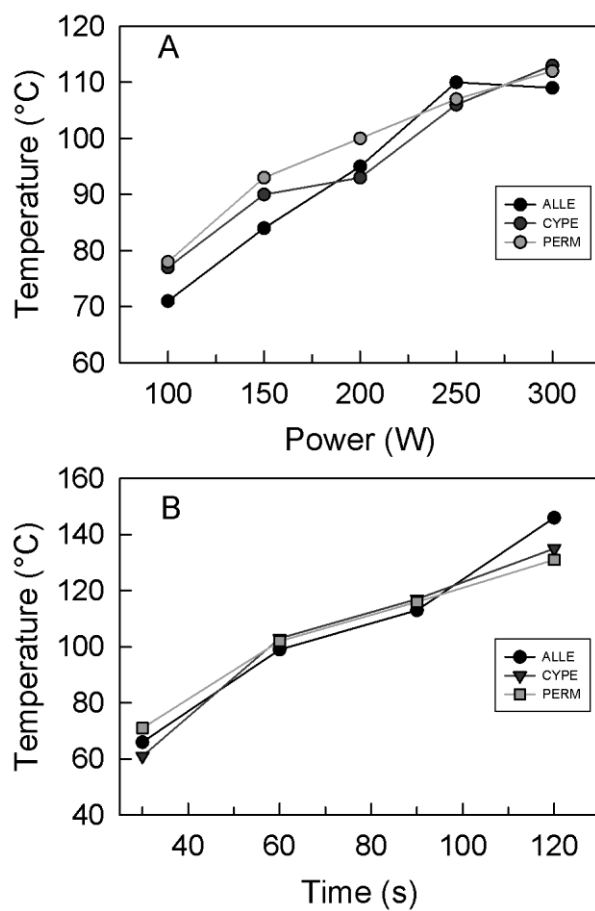 A
Temperature (°C)
120
110
100
90
80
70
60
ALLE
CYPE
PERM
100 150 200 250 300
Power (W)
B
Temperature (°C)
160
140
120
100
80
60
40
ALLE
CYPE
PERM
40 60 80 100 120
Time (s)